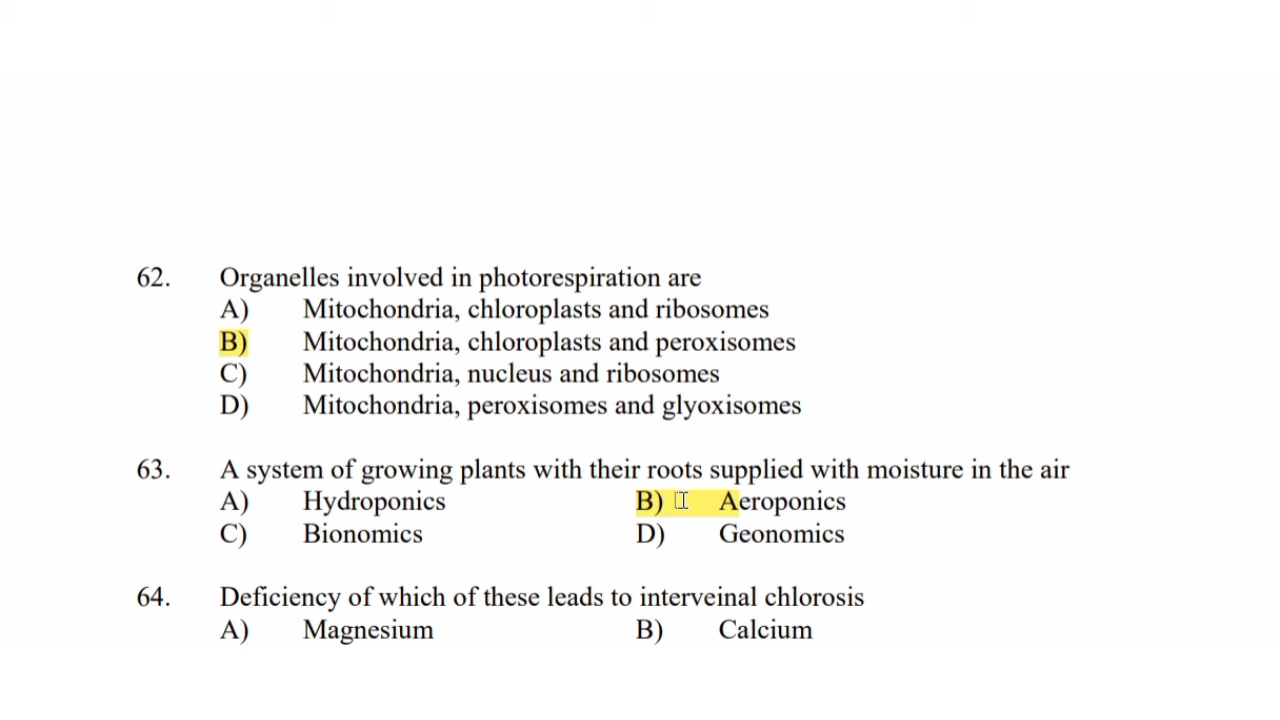 62. Organelles involved in photorespiration are
A) Mitochondria, chloroplasts and ribosomes
B) Mitochondria, chloroplasts and peroxisomes
C) Mitochondria, nucleus and ribosomes
D) Mitochondria, peroxisomes and glyoxisomes
63. A system of growing plants with their roots supplied with moisture in the air
A) Hydroponics B) Aeroponics
C) Bionomics D) Geonomics
64. Deficiency of which of these leads to interveinal chlorosis
A) Magnesium B) Calcium